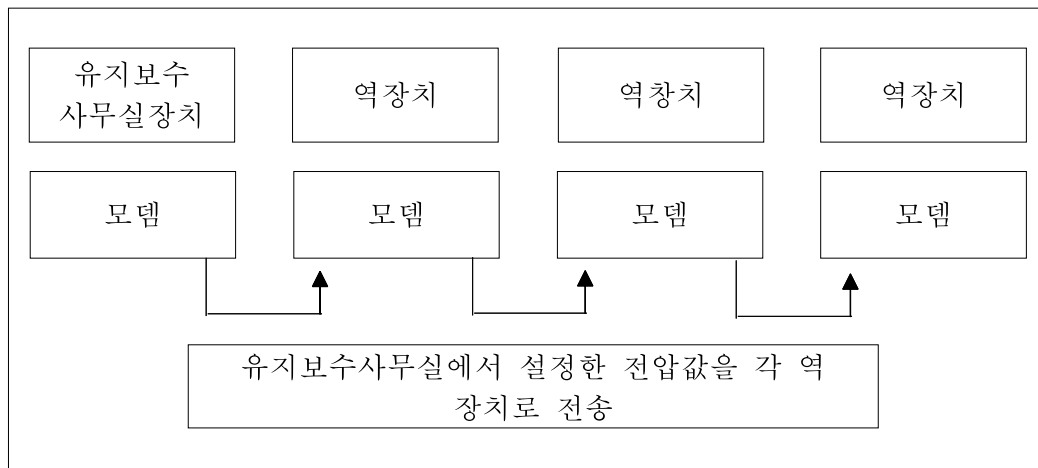 유지보수
사무실장치
역장치
역창치
역장치
모뎀
모뎀
모뎀
모뎀
유지보수사무실에서 설정한 전압값을 각 역
장치로 전송